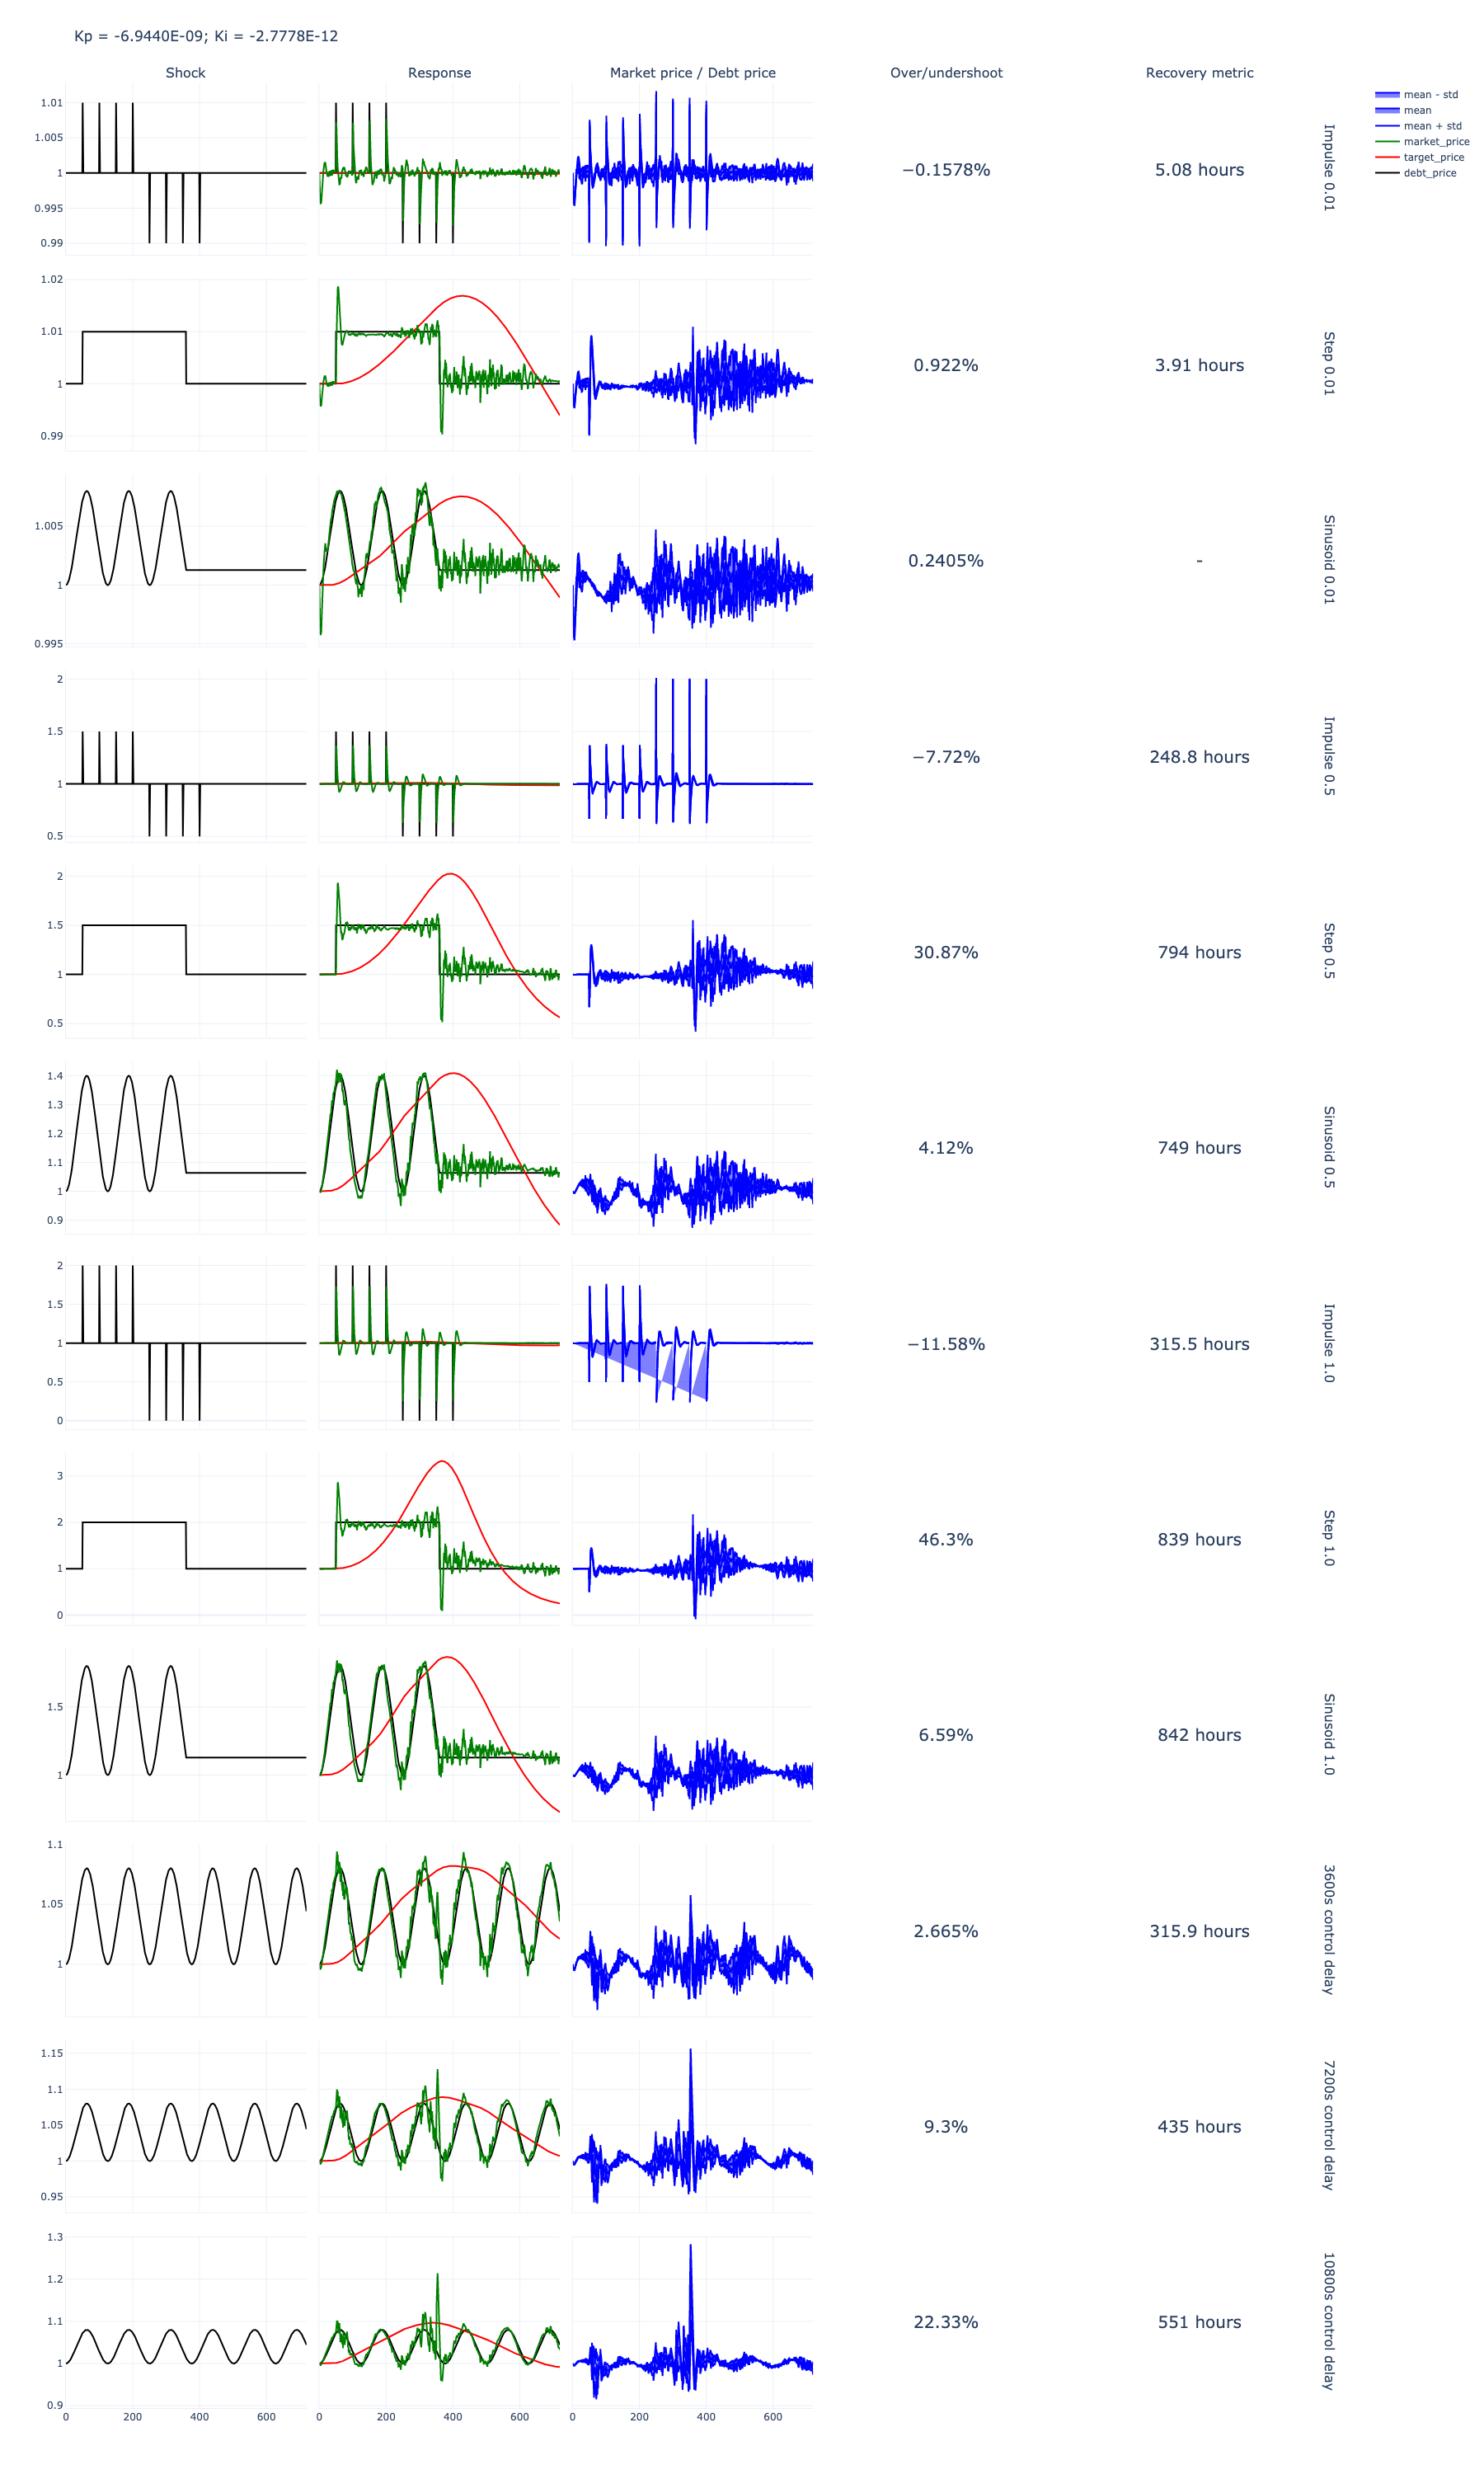 Kp = -6.9440E-09; Ki = -2.7778E-12
Shock
Response
Market price / Debt price
Over/undershoot
Recovery metric
mean - std
mean
mean + std
market_price
target_price
debt_price
1.01
1.005
1
0.995
0.99
−0.1578%
5.08 hours
Impulse 0.01
1.02
1.01
1
0.99
0.922%
3.91 hours
Step 0.01
1.005
1
0.995
0.2405%
-
Sinusoid 0.01
2
1.5
1
0.5
−7.72%
248.8 hours
Impulse 0.5
2
1.5
1
0.5
30.87%
794 hours
Step 0.5
1.4
1.3
1.2
1.1
1
0.9
4.12%
749 hours
Sinusoid 0.5
2
1.5
1
0.5
0
−11.58%
315.5 hours
Impulse 1.0
3
2
1
0
46.3%
839 hours
Step 1.0
1.5
1
6.59%
842 hours
Sinusoid 1.0
1.1
1.05
1
2.665%
315.9 hours
3600s control delay
1.15
1.1
1.05
1
0.95
9.3%
435 hours
7200s control delay
1.3
1.2
1.1
1
0.9
22.33%
551 hours
10800s control delay
0 200 400 600
0 200 400 600
0 200 400 600